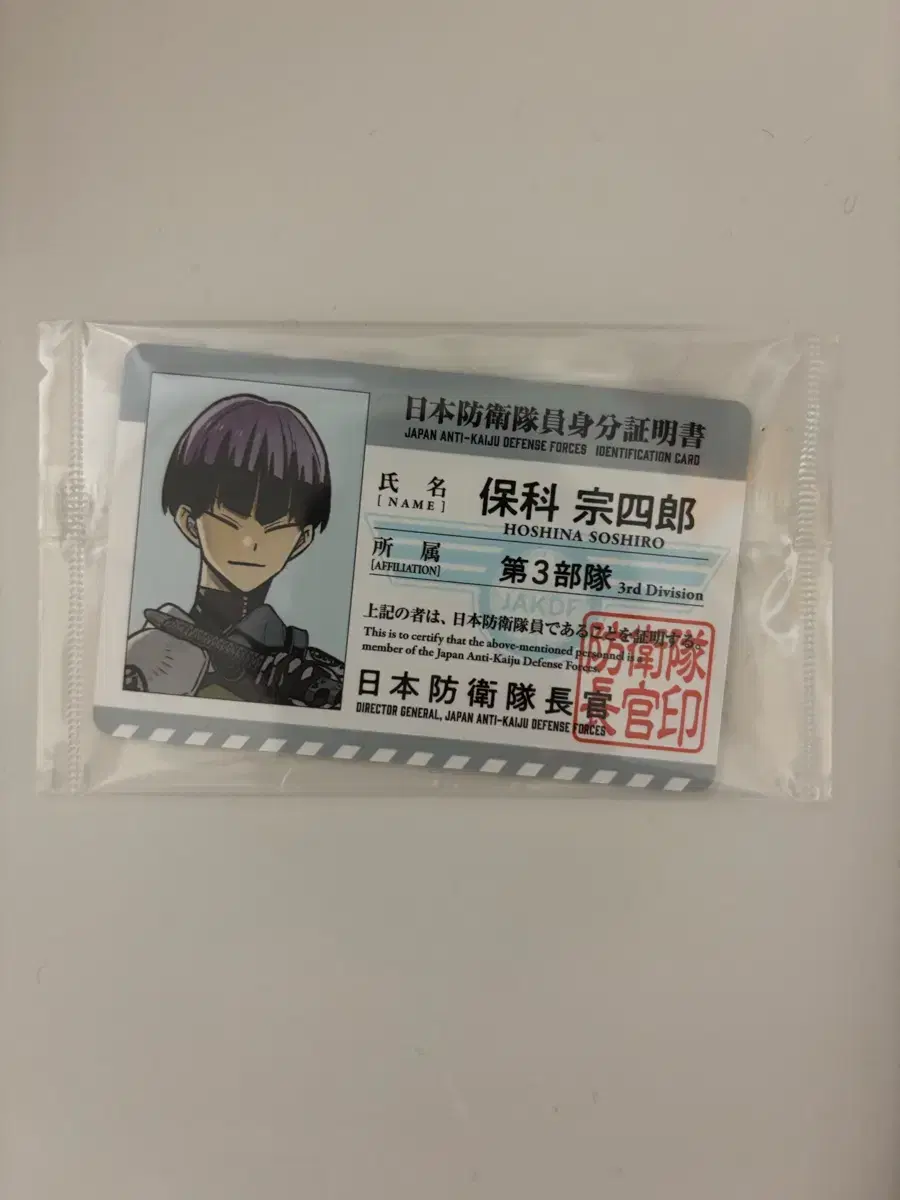 日本防衛隊員身分証明書
JAPAN ANTI-KAIJU DEFENSE FORCES IDENTIFICATION CARD
氏 名
[ NAME ]
保科 宗四郎
HOSHINA SOSHIRO
所 属
[AFFILIATION]
第3部隊 3rd Division
JAKDF
上記の者は、日本防衛隊員であることを証明する。
This is to certify that the above-mentioned personnel is a
member of the Japan Anti-Kaiju Defense Forces.
日本防衛隊長官
DIRECTOR GENERAL, JAPAN ANTI-KAIJU DEFENSE FORCES
防衛隊
長官印